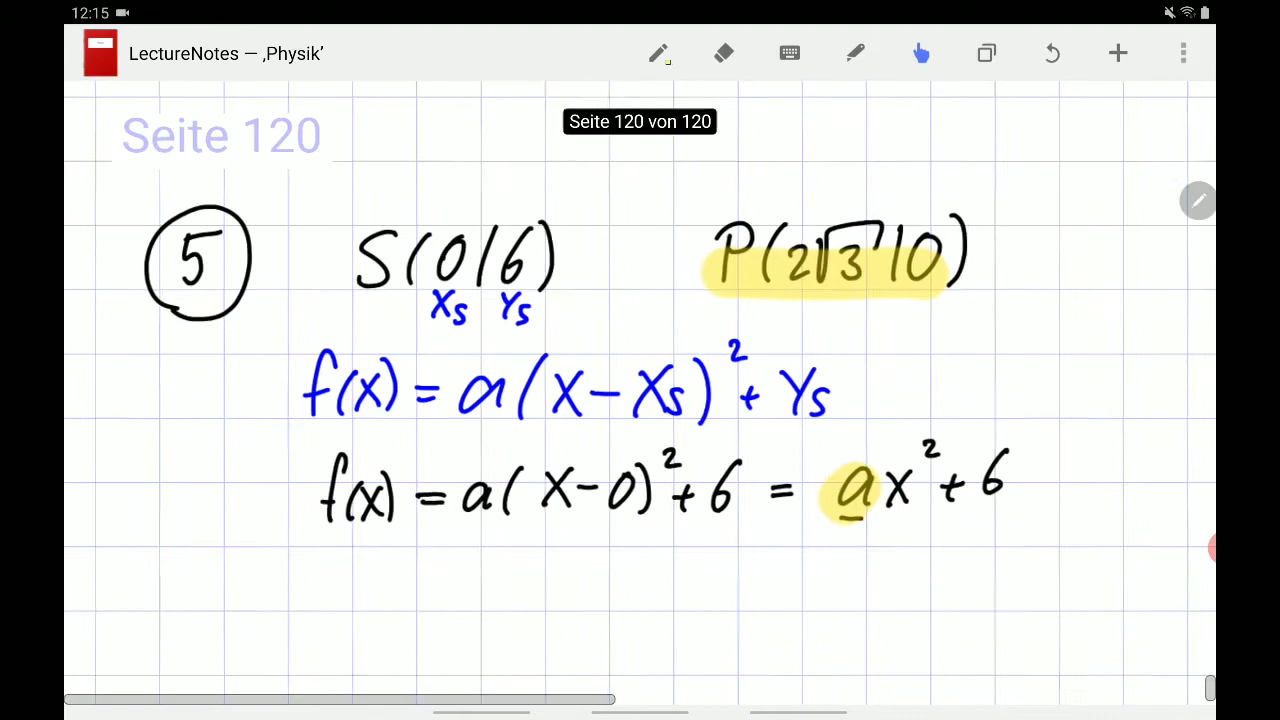 12:15
LectureNotes — ‚Physik‘
Seite 120
Seite 120 von 120
5 S(0|6) P(2√3|0)
xs ys
f(x) = a(x-xs)² + ys
f(x) = a(x-0)² + 6 = ax² + 6